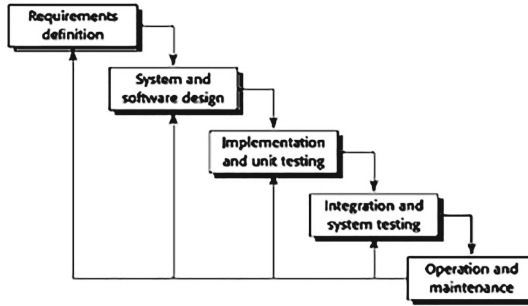 Requirements
definition
System and
software design
Implementation
and unit testing
Integration and
system testing
Operation and
maintenance